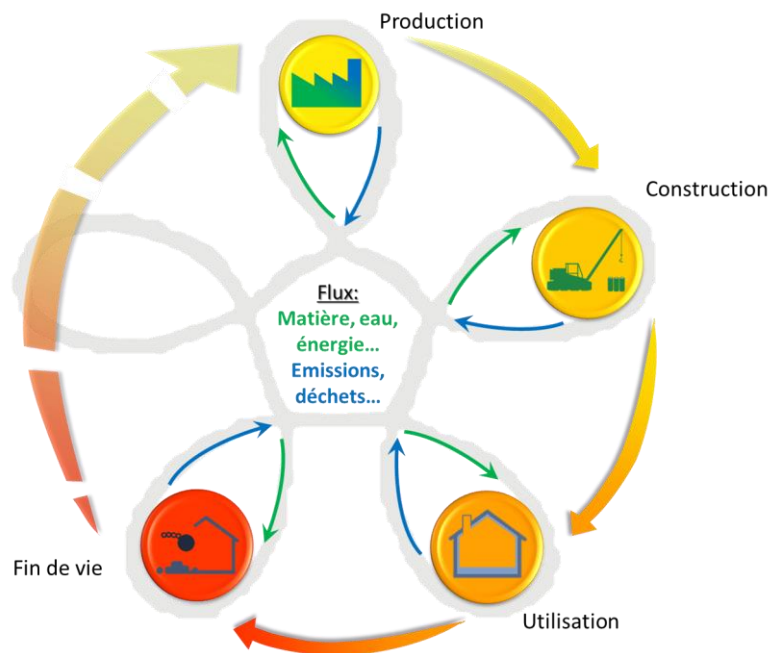 Production
Construction
Flux:
Matière, eau,
énergie...
Emissions,
déchets...
Fin de vie
Utilisation